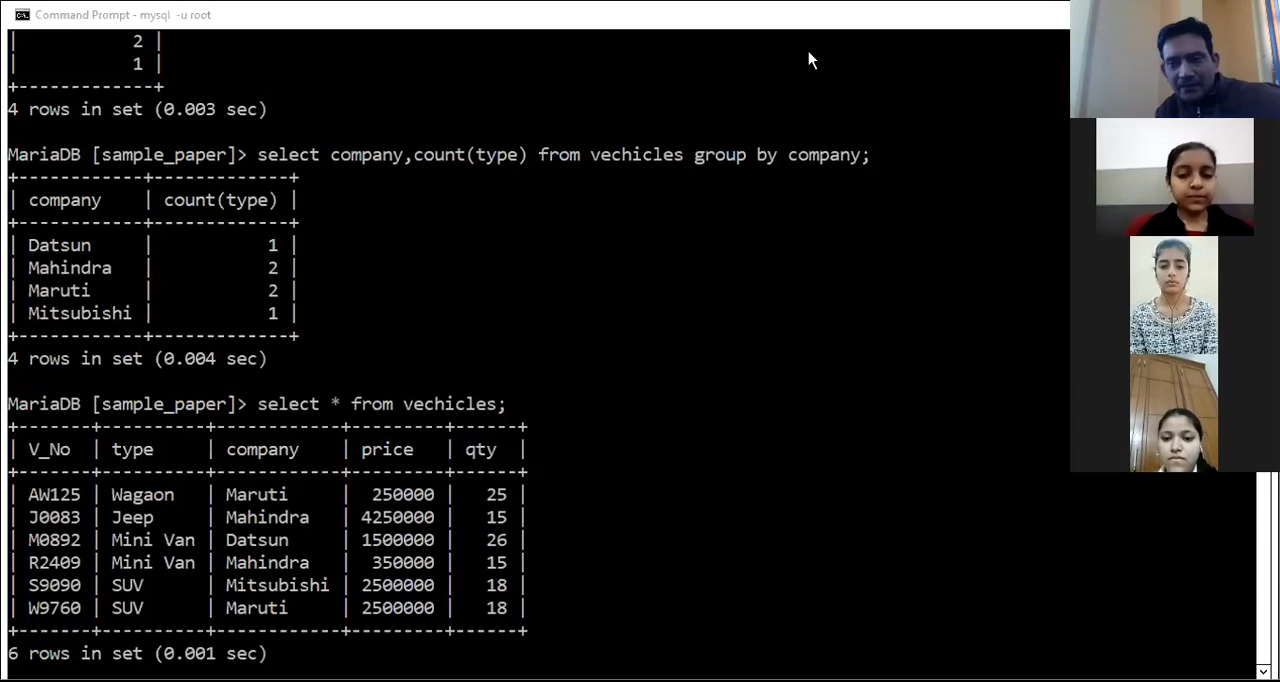 Command Prompt - mysql -u root
| 2 |
| 1 |
+------------+
4 rows in set (0.003 sec)
MariaDB [sample_paper]> select company,count(type) from vechicles group by company;
+------------+-------------+
| company | count(type) |
+------------+-------------+
| Datsun | 1 |
| Mahindra | 2 |
| Maruti | 2 |
| Mitsubishi | 1 |
+------------+-------------+
4 rows in set (0.004 sec)
MariaDB [sample_paper]> select * from vechicles;
+-------+----------+------------+---------+------+
| V_No | type | company | price | qty |
+-------+----------+------------+---------+------+
| AW125 | Wagaon | Maruti | 250000 | 25 |
| J0083 | Jeep | Mahindra | 4250000 | 15 |
| M0892 | Mini Van | Datsun | 1500000 | 26 |
| R2409 | Mini Van | Mahindra | 350000 | 15 |
| S9090 | SUV | Mitsubishi | 2500000 | 18 |
| W9760 | SUV | Maruti | 2500000 | 18 |
+-------+----------+------------+---------+------+
6 rows in set (0.001 sec)